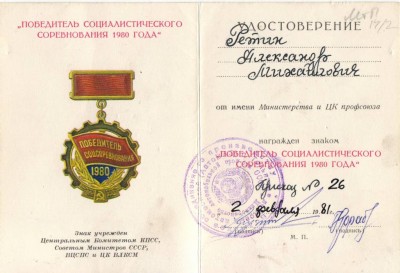 „ПОБЕДИТЕЛЬ СОЦИАЛИСТИЧЕСКОГО
СОРЕВНОВАНИЯ 1980 ГОДА"
ПОБЕДИТЕЛЬ
СОЦСОРЕВНОВАНИЯ
1980
Знак учрежден
Центральным Комитетом КПСС,
Советом Министров СССР,
ВЦСПС и ЦК ВЛКСМ
УДОСТОВЕРЕНИЕ
Александр
Михайлович
от имени Министерства и ЦК профсоюза
награжден знаком
"ПОБЕДИТЕЛЬ СОЦИАЛИСТИЧЕСКОГО
СОРЕВНОВАНИЯ 1980 ГОДА"
Приказ № 26
2 февраля 1981 г.
(подпись)
М. П.
(подпись)